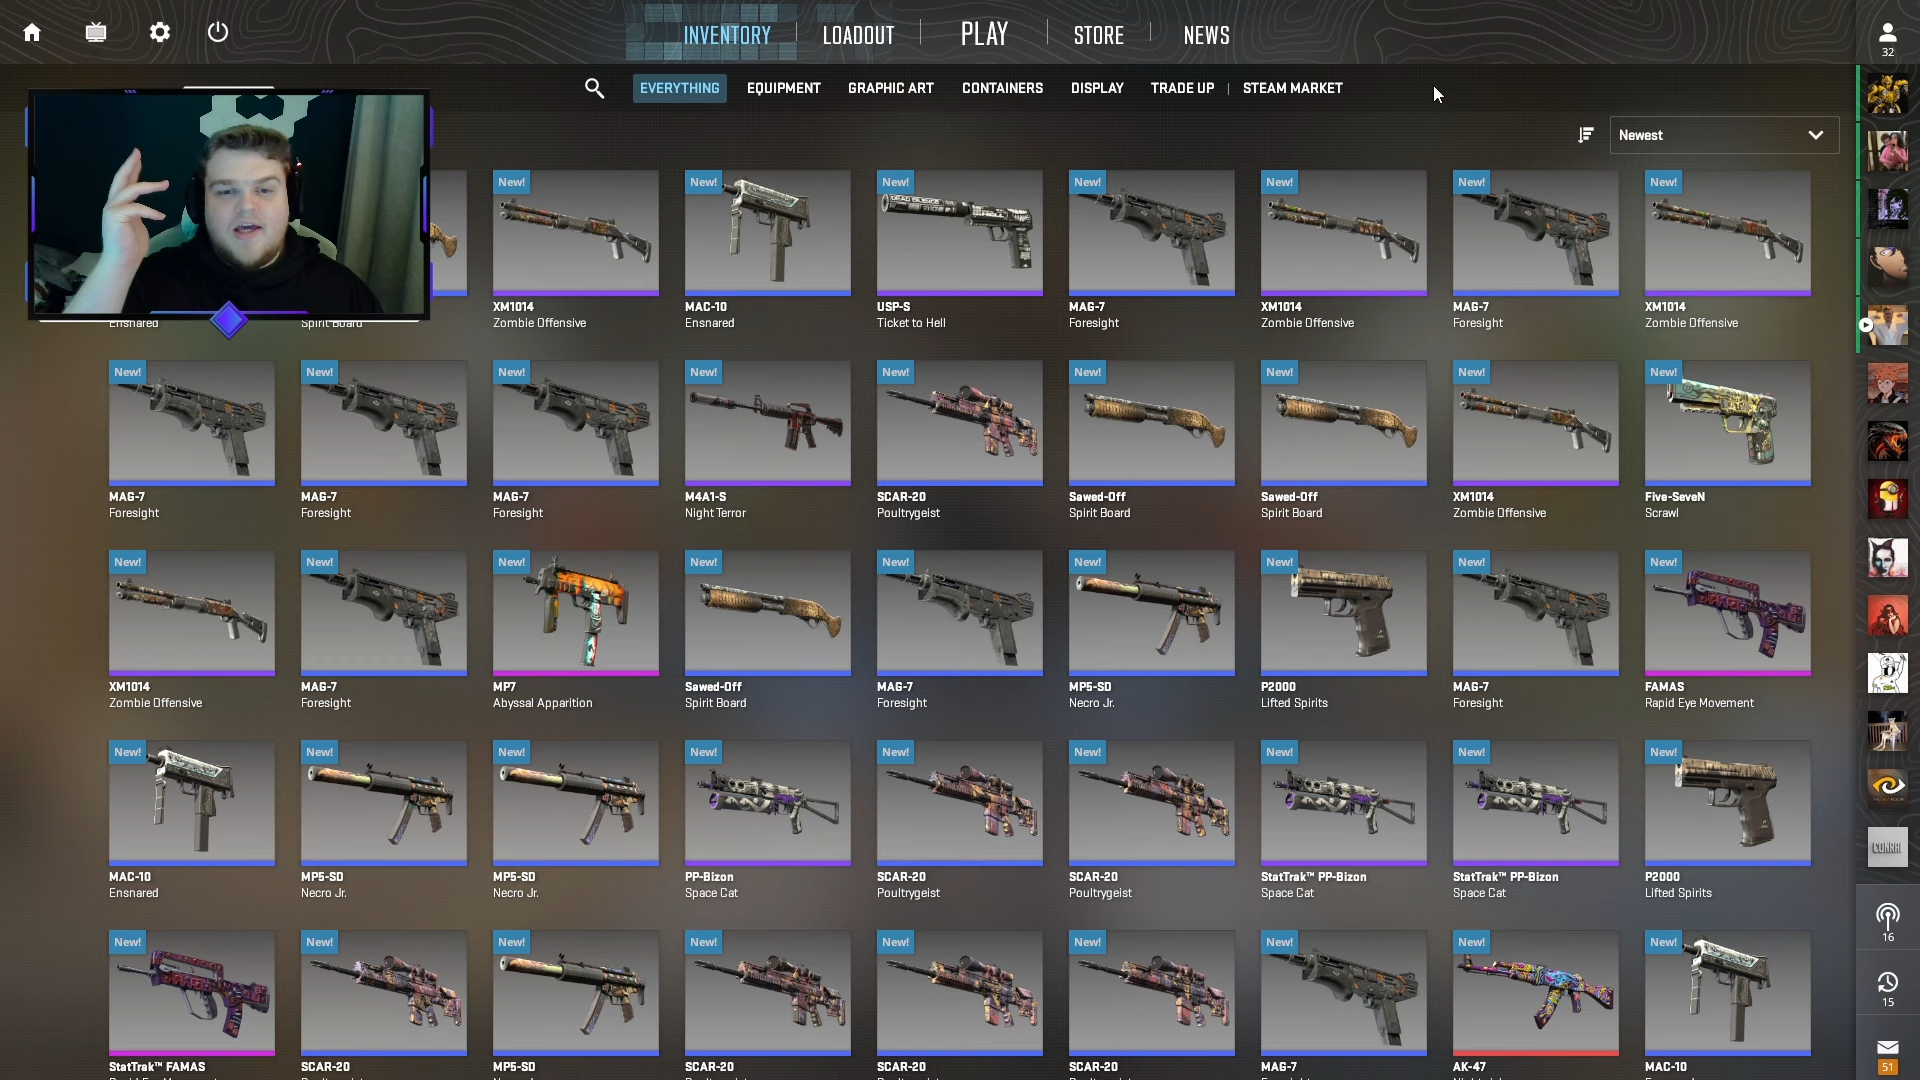 INVENTORY LOADOUT PLAY STORE NEWS
32
EVERYTHING EQUIPMENT GRAPHIC ART CONTAINERS DISPLAY TRADE UP STEAM MARKET
Newest
New! New! New! New! New! New! New!
XM1014 MAC-10 USP-S MAG-7 XM1014 MAG-7 XM1014
Ensnared Spirit Board Zombie Offensive Ensnared Ticket to Hell Foresight Zombie Offensive Foresight Zombie Offensive
New! New! New! New! New! New! New! New! New!
MAG-7 MAG-7 MAG-7 M4A1-S SCAR-20 Sawed-Off Sawed-Off XM1014 Five-SeveN
Foresight Foresight Foresight Night Terror Poultrygeist Spirit Board Spirit Board Zombie Offensive Scrawl
New! New! New! New! New! New! New! New! New!
XM1014 MAG-7 MP7 Sawed-Off MAG-7 MP5-SD P2000 MAG-7 FAMAS
Zombie Offensive Foresight Abyssal Apparition Spirit Board Foresight Necro Jr. Lifted Spirits Foresight Rapid Eye Movement
New! New! New! New! New! New! New! New! New!
MAC-10 MP5-SD MP5-SD PP-Bizon SCAR-20 SCAR-20 StatTrak™ PP-Bizon StatTrak™ PP-Bizon P2000
Ensnared Necro Jr. Necro Jr. Space Cat Poultrygeist Poultrygeist Space Cat Space Cat Lifted Spirits
New! New! New! New! New! New! New! New! New!
StatTrak™ FAMAS SCAR-20 MP5-SD SCAR-20 SCAR-20 SCAR-20 MAG-7 AK-47 MAC-10
16
15
51